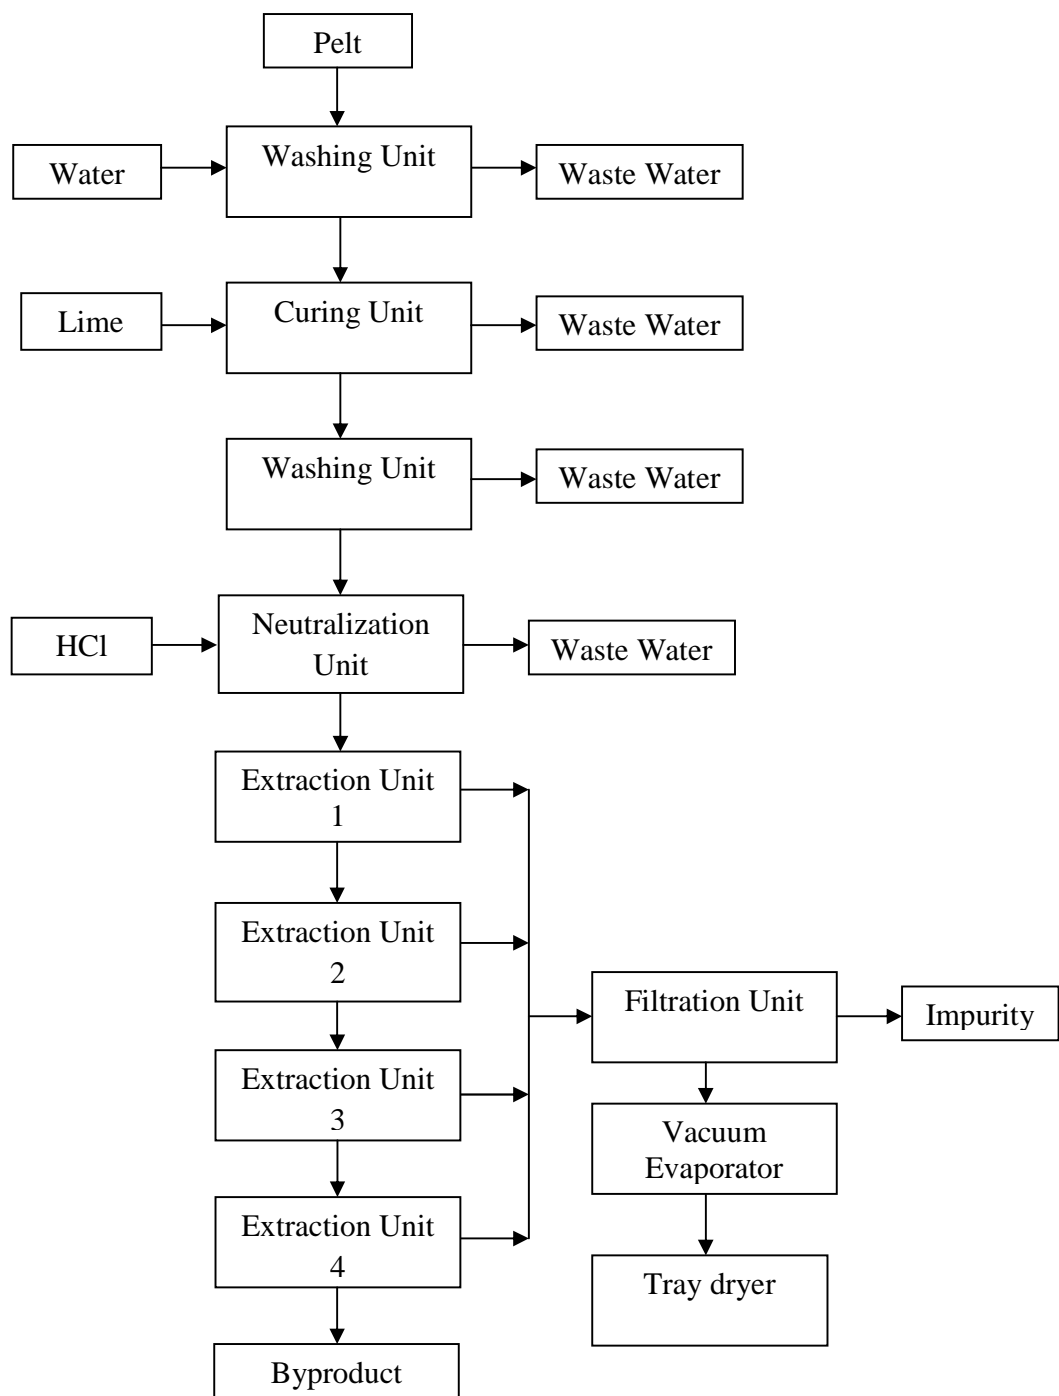 Pelt
Water
Washing Unit
Waste Water
Lime
Curing Unit
Waste Water
Washing Unit
Waste Water
HCl
Neutralization
Unit
Waste Water
Extraction Unit
1
Extraction Unit
2
Filtration Unit
Impurity
Extraction Unit
3
Vacuum
Evaporator
Extraction Unit
4
Tray dryer
Byproduct